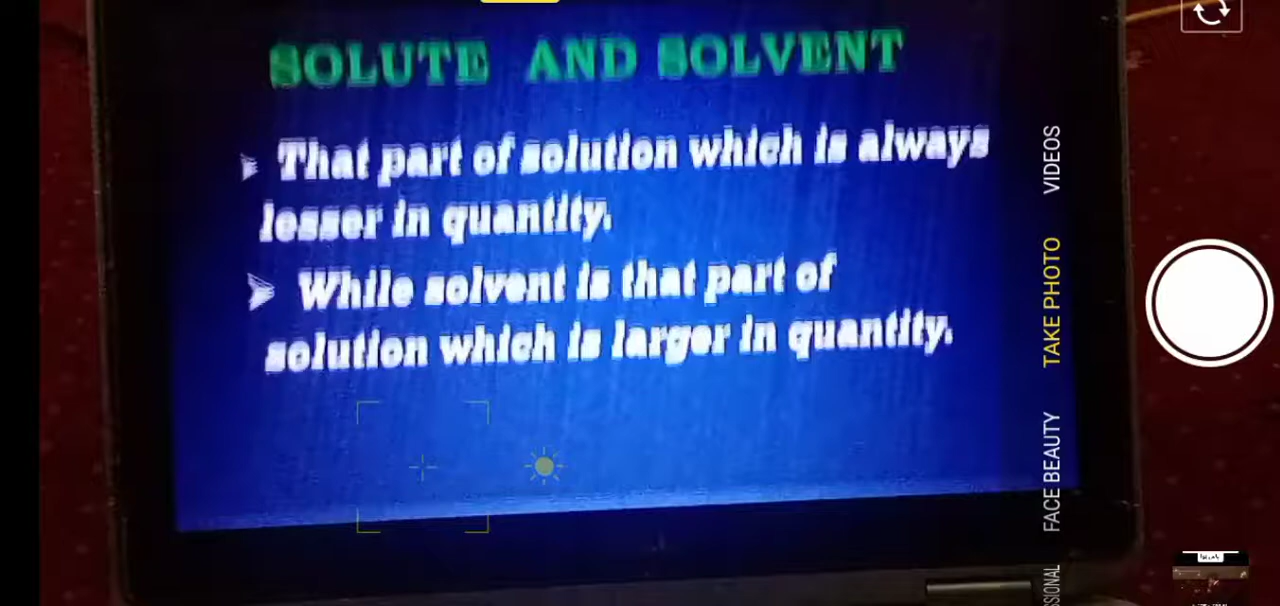 SOLUTE AND SOLVENT
That part of solution which is always
lesser in quantity.
While solvent is that part of
solution which is larger in quantity.
VIDEOS
TAKE PHOTO
FACE BEAUTY
SSIONAL